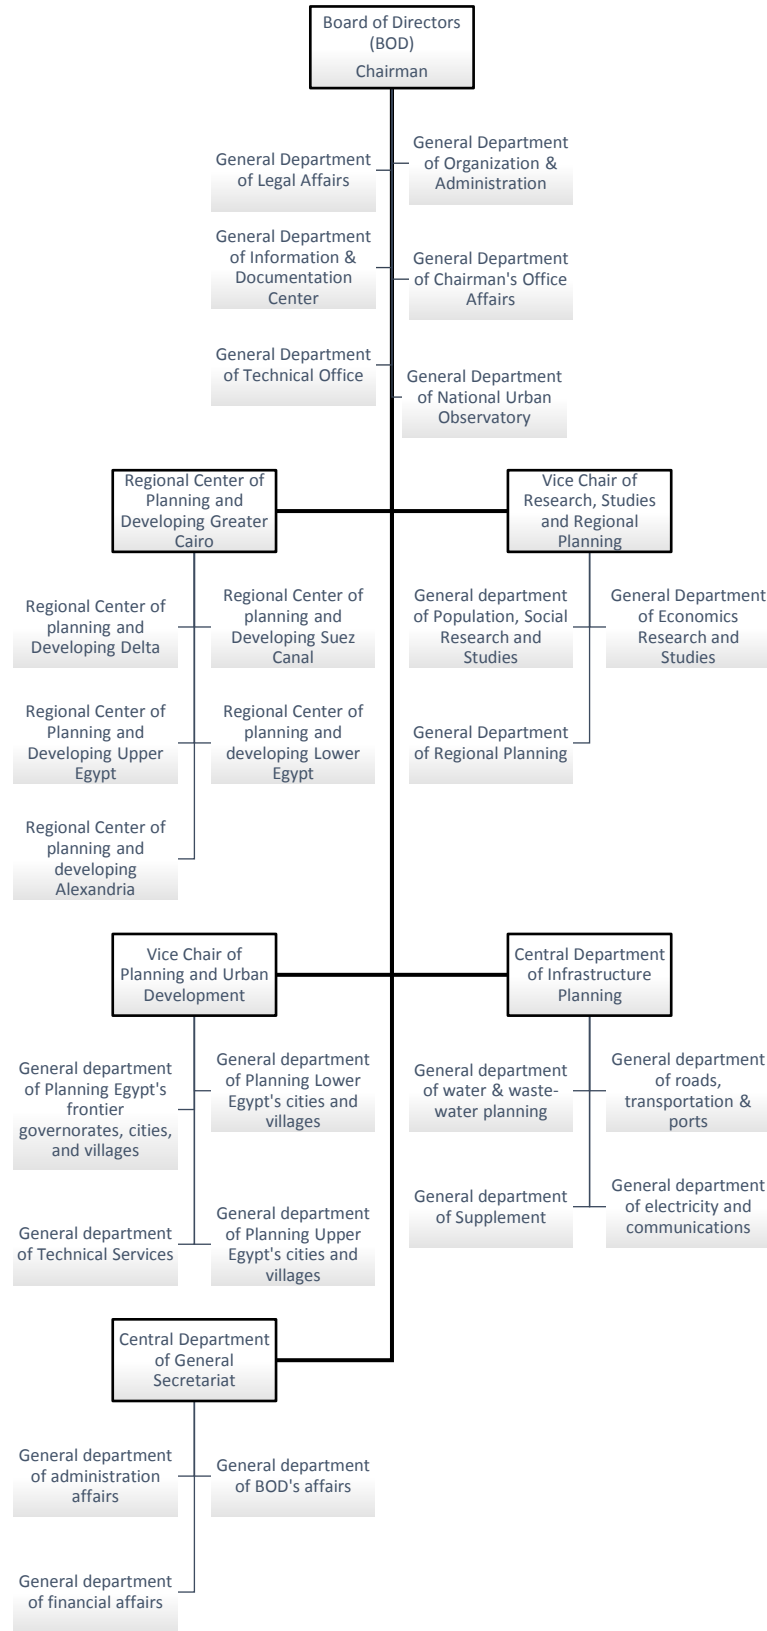 Board of Directors
(BOD)
Chairman
General Department
of Legal Affairs
General Department
of Organization &
Administration
General Department
of Information &
Documentation
Center
General Department
of Chairman's Office
Affairs
General Department
of Technical Office
General Department
of National Urban
Observatory
Regional Center of
Planning and
Developing Greater
Cairo
Vice Chair of
Research, Studies
and Regional
Planning
Regional Center of
planning and
Developing Delta
Regional Center of
planning and
Developing Suez
Canal
General department
of Population, Social
Research and
Studies
General Department
of Economics
Research and
Studies
Regional Center of
Planning and
Developing Upper
Egypt
Regional Center of
planning and
developing Lower
Egypt
General Department
of Regional Planning
Regional Center of
planning and
developing
Alexandria
Vice Chair of
Planning and Urban
Development
Central Department
of Infrastructure
Planning
General department
of Planning Egypt's
frontier
governorates, cities,
and villages
General department
of Planning Lower
Egypt's cities and
villages
General department
of water & waste-
water planning
General department
of roads,
transportation &
ports
General department
of Technical Services
General department
of Planning Upper
Egypt's cities and
villages
General department
of Supplement
General department
of electricity and
communications
Central Department
of General
Secretariat
General department
of administration
affairs
General department
of BOD's affairs
General department
of financial affairs